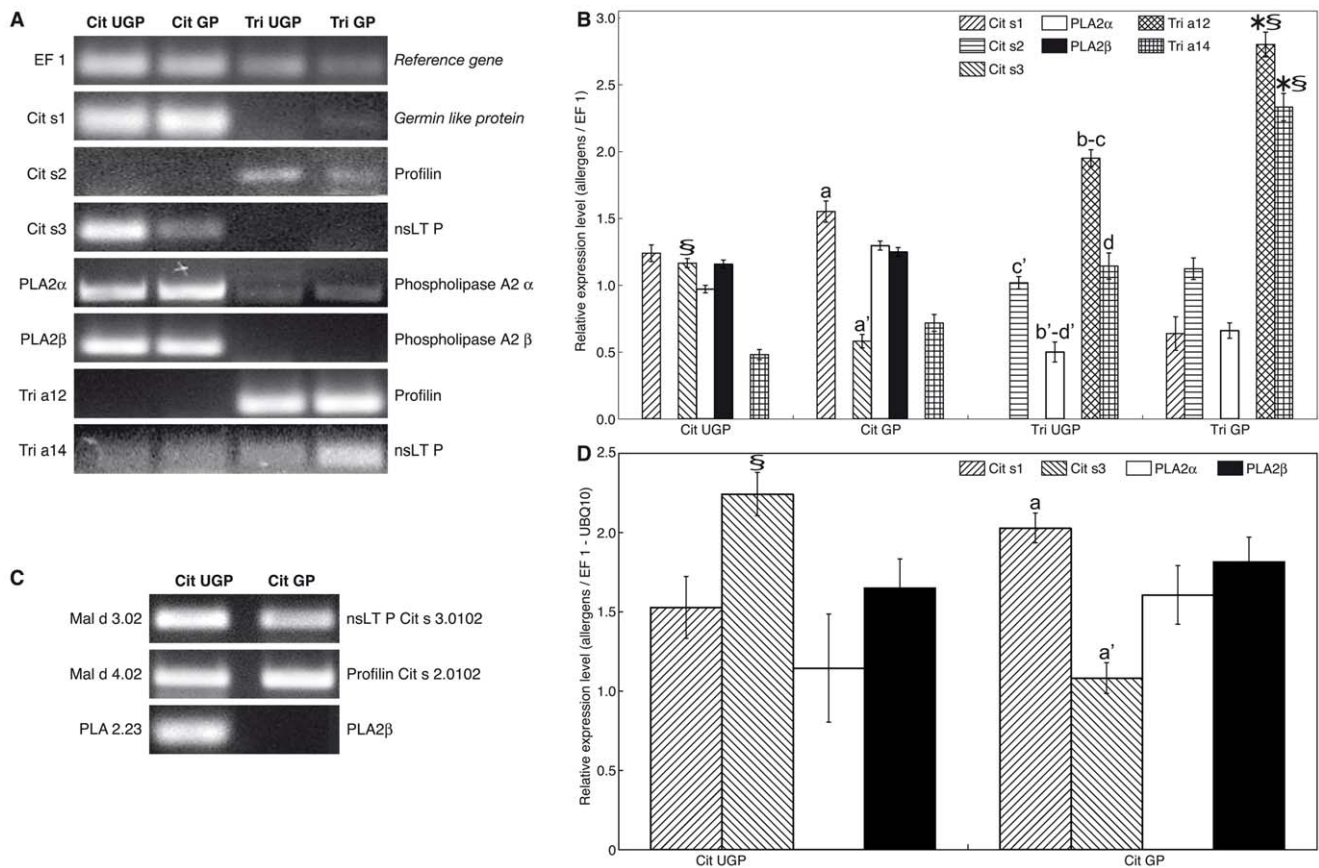 A
Cit UGP Cit GP Tri UGP Tri GP
EF 1 Reference gene
Cit s1 Germin like protein
Cit s2 Profilin
Cit s3 nsLT P
PLA2α Phospholipase A2 α
PLA2β Phospholipase A2 β
Tri a12 Profilin
Tri a14 nsLT P
B
Relative expression level (allergens / EF 1)
3.0
2.5
2.0
1.5
1.0
0.5
0.0
Cit s1 PLA2α Tri a12
Cit s2 PLA2β Tri a14
Cit s3
§
a
a'
c'
b'-d'
b-c
d
*§
*§
Cit UGP Cit GP Tri UGP Tri GP
C
Cit UGP Cit GP
Mal d 3.02 nsLT P Cit s 3.0102
Mal d 4.02 Profilin Cit s 2.0102
PLA 2.23 PLA2β
D
Relative expression level (allergens / EF 1 - UBQ10)
2.5
2.0
1.5
1.0
0.5
0
Cit s1 Cit s3 PLA2α PLA2β
§
a
a'
Cit UGP Cit GP